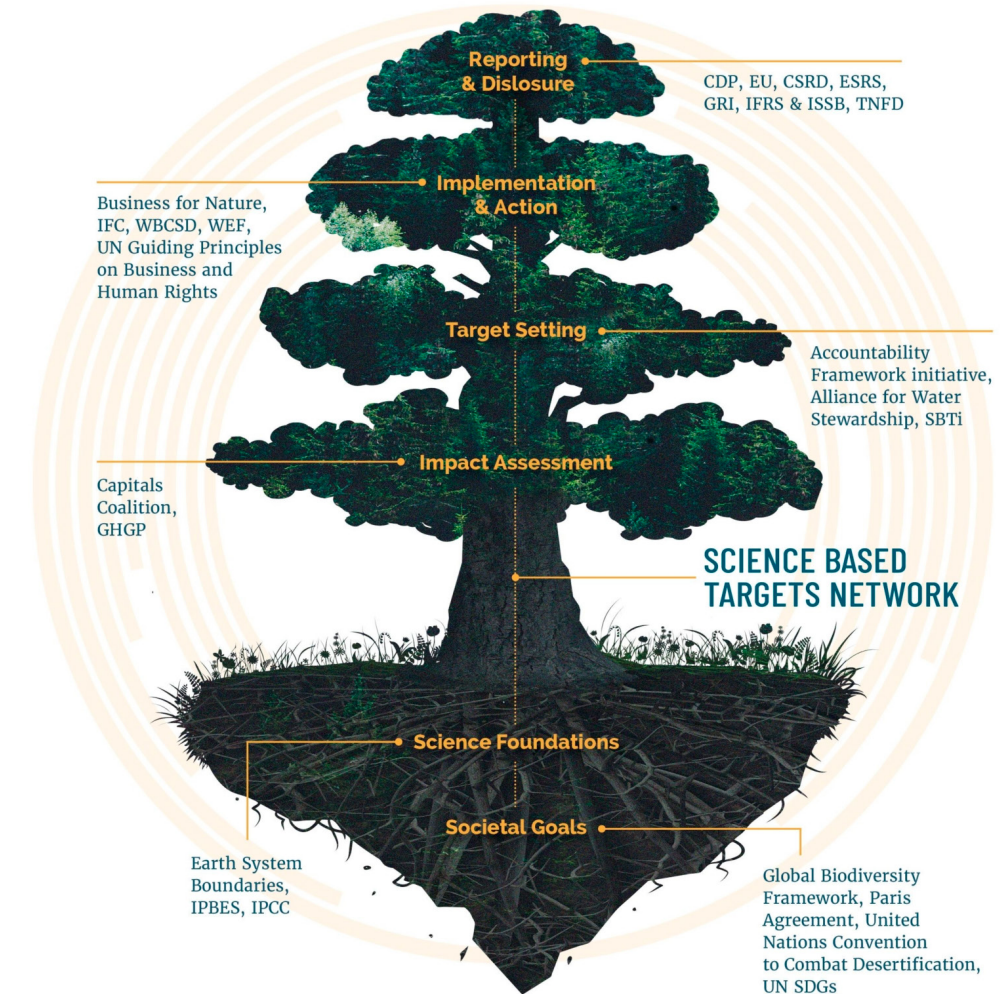 Reporting
& Dislosure
CDP, EU, CSRD, ESRS,
GRI, IFRS & ISSB, TNFD
Implementation
& Action
Business for Nature,
IFC, WBCSD, WEF,
UN Guiding Principles
on Business and
Human Rights
Target Setting
Accountability
Framework initiative,
Alliance for Water
Stewardship, SBTi
Impact Assessment
Capitals
Coalition,
GHGP
SCIENCE BASED
TARGETS NETWORK
Science Foundations
Earth System
Boundaries,
IPBES, IPCC
Societal Goals
Global Biodiversity
Framework, Paris
Agreement, United
Nations Convention
to Combat Desertification,
UN SDGs